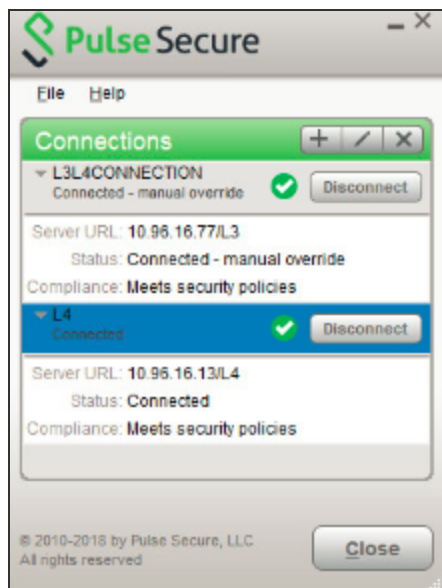 Pulse Secure
File Help
Connections
L3L4CONNECTION
Connected - manual override
Disconnect
Server URL: 10.96.16.77/L3
Status: Connected - manual override
Compliance: Meets security policies
L4
Connected
Disconnect
Server URL: 10.96.16.13/L4
Status: Connected
Compliance: Meets security policies
© 2010-2018 by Pulse Secure, LLC
All rights reserved
Close